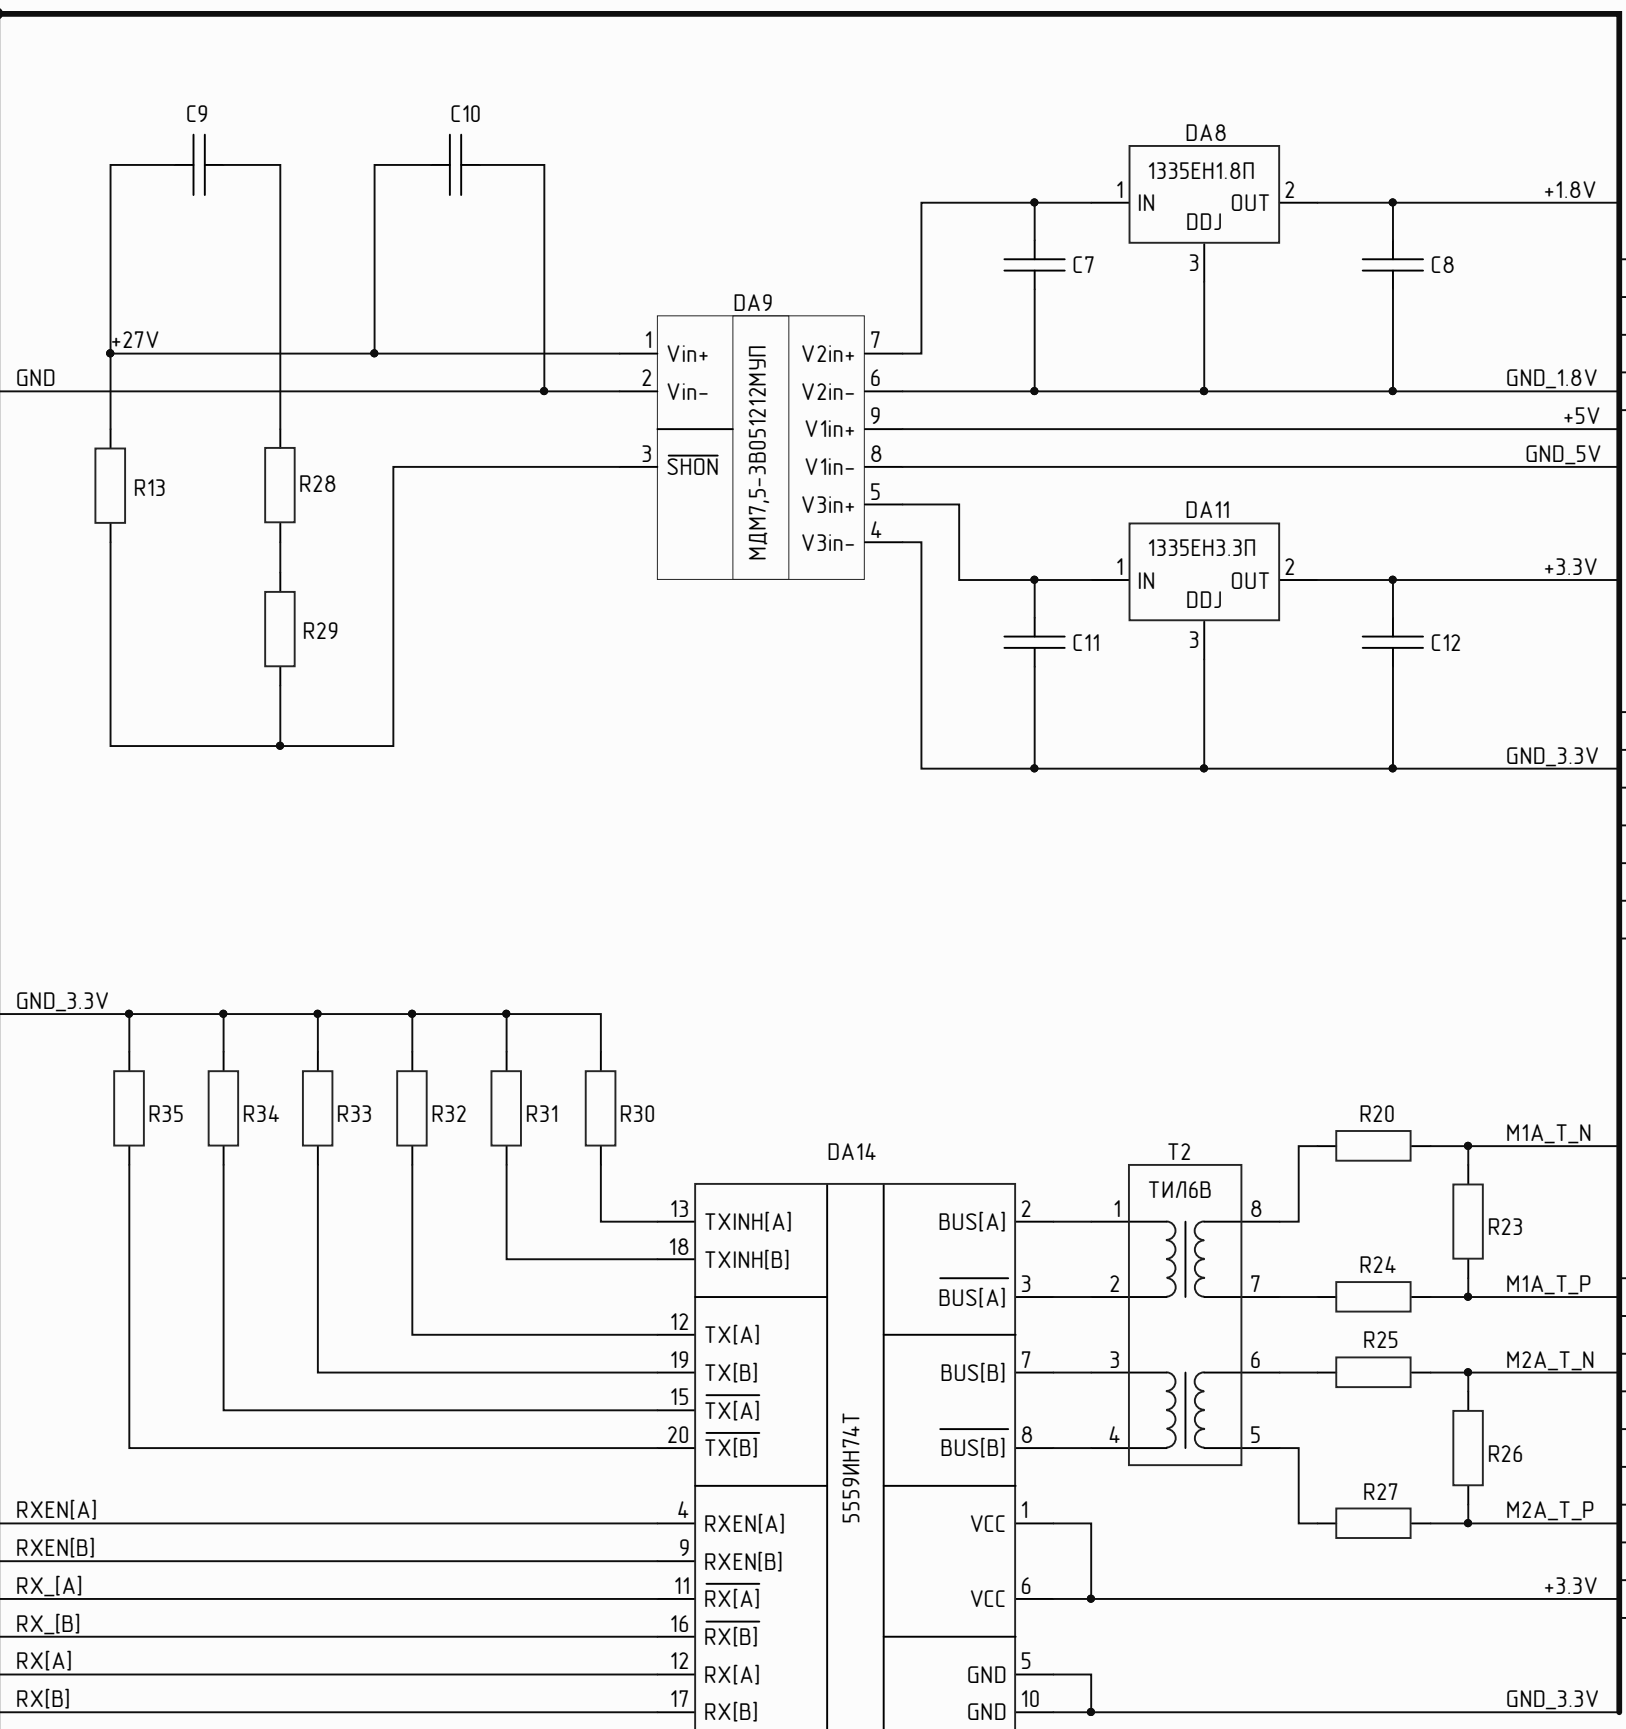 C9
C10
DA8
1335ЕН1.8П
1 IN OUT 2 +1.8V
DDJ
3
C7
C8
DA9
+27V
1 Vin+ V2in+ 7
GND
2 Vin- V2in- 6 GND_1.8V
V1in+ 9 +5V
3 SHON V1in- 8 GND_5V
V3in+ 5
V3in- 4
МДМ7,5-3В051212МУП
R13
R28
R29
DA11
1335ЕН3.3П
1 IN OUT 2 +3.3V
DDJ
3
C11
C12
GND_3.3V
GND_3.3V
R35 R34 R33 R32 R31 R30
DA14
T2
ТИЛ6В
R20
M1A_T_N
13 TXINH[A] BUS[A] 2 1 8
R23
18 TXINH[B]
R24
BUS[A] 3 2 7 M1A_T_P
12 TX[A]
R25
19 TX[B] BUS[B] 7 3 6 M2A_T_N
15 TX[A]
20 TX[B] BUS[B] 8 4 5
R26
5559ИН74Т
R27
M2A_T_P
RXEN[A] 4 RXEN[A] VCC 1
RXEN[B] 9 RXEN[B]
RX_[A] 11 RX[A] VCC 6 +3.3V
RX_[B] 16 RX[B]
RX[A] 12 RX[A] GND 5
RX[B] 17 RX[B] GND 10 GND_3.3V